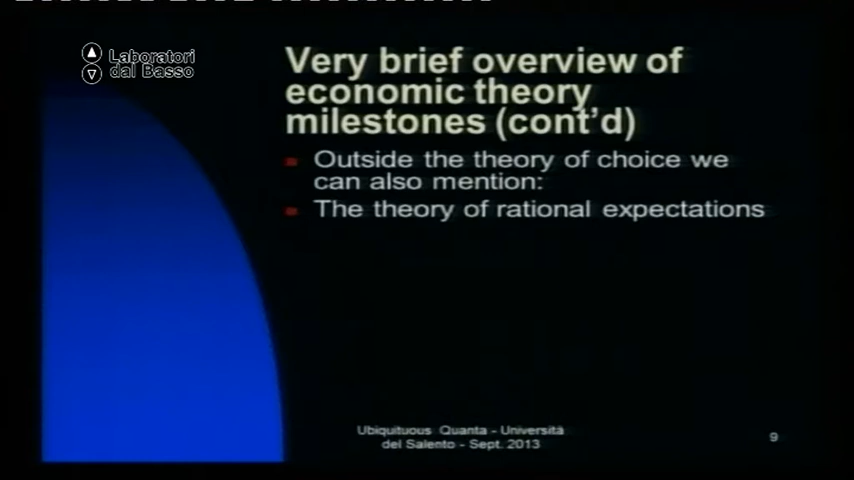 Laboratori
dal Basso
Very brief overview of
economic theory
milestones (cont'd)
Outside the theory of choice we
can also mention:
The theory of rational expectations
Ubiquituous Quanta - Università
del Salento - Sept. 2013
9